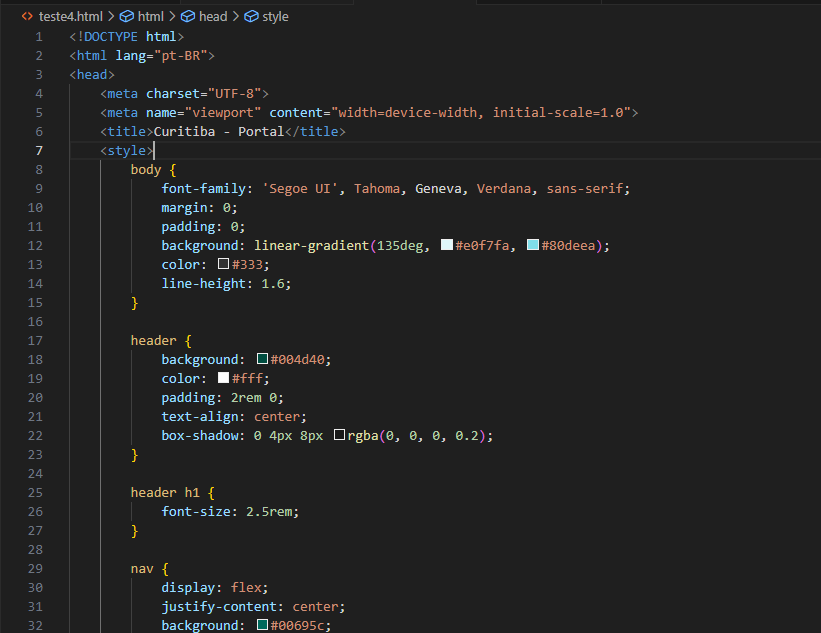 teste4.html > html > head > style
1 <!DOCTYPE html>
2 <html lang="pt-BR">
3 <head>
4 <meta charset="UTF-8">
5 <meta name="viewport" content="width=device-width, initial-scale=1.0">
6 <title>Curitiba - Portal</title>
7 <style>
8 body {
9 font-family: 'Segoe UI', Tahoma, Geneva, Verdana, sans-serif;
10 margin: 0;
11 padding: 0;
12 background: linear-gradient(135deg, #e0f7fa, #80deea);
13 color: #333;
14 line-height: 1.6;
15 }
16
17 header {
18 background: #004d40;
19 color: #fff;
20 padding: 2rem 0;
21 text-align: center;
22 box-shadow: 0 4px 8px rgba(0, 0, 0, 0.2);
23 }
24
25 header h1 {
26 font-size: 2.5rem;
27 }
28
29 nav {
30 display: flex;
31 justify-content: center;
32 background: #00695c;